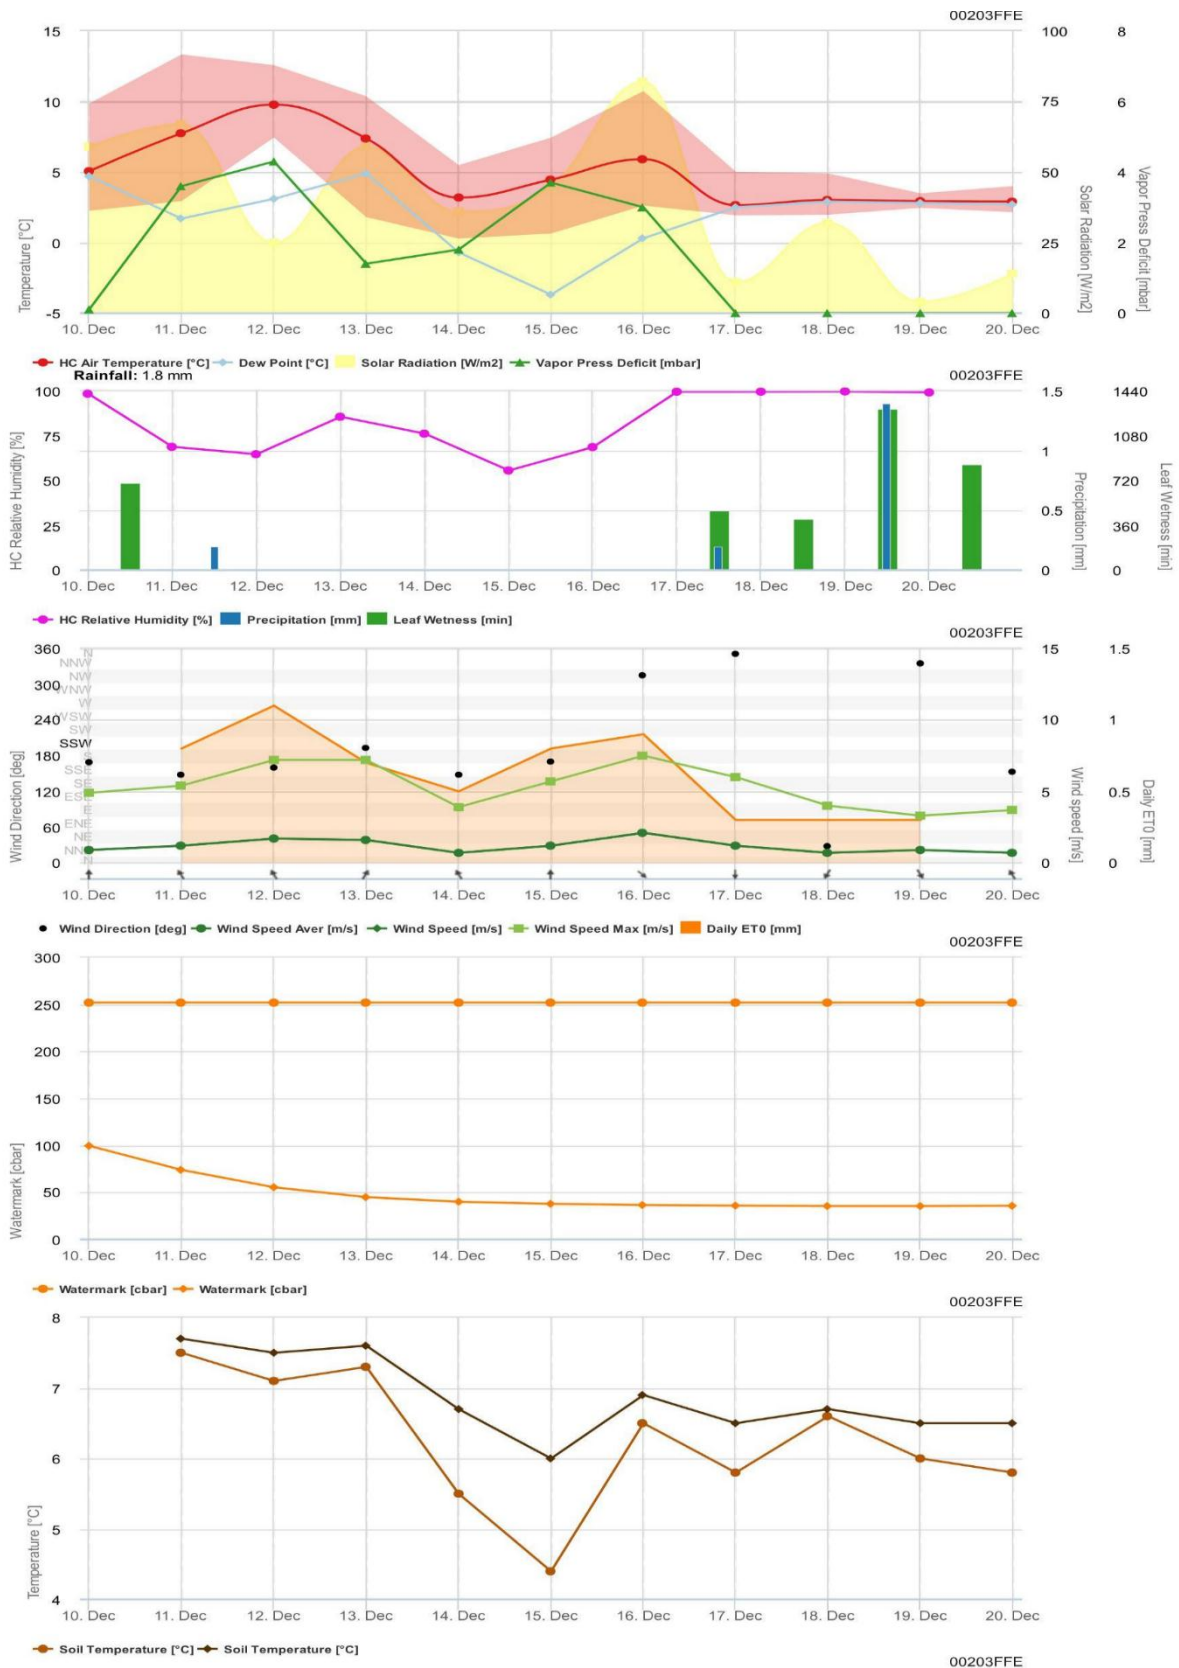 00203FFE
15 100 8
10 75 6
5 50 4
0 25 2
-5 0 0
Temperature [°C]
Solar Radiation [W/m2]
Vapor Press Deficit [mbar]
10. Dec 11. Dec 12. Dec 13. Dec 14. Dec 15. Dec 16. Dec 17. Dec 18. Dec 19. Dec 20. Dec
HC Air Temperature [°C] Dew Point [°C] Solar Radiation [W/m2] Vapor Press Deficit [mbar]
Rainfall: 1.8 mm
00203FFE
100 1.5 1440
75 1080
1
50 720
0.5
25 360
0 0 0
HC Relative Humidity [%]
Precipitation [mm]
Leaf Wetness [min]
10. Dec 11. Dec 12. Dec 13. Dec 14. Dec 15. Dec 16. Dec 17. Dec 18. Dec 19. Dec 20. Dec
HC Relative Humidity [%] Precipitation [mm] Leaf Wetness [min]
00203FFE
360 N 15 1.5
NNW
NW
300 WNW
W
WSW
240 SW 10 1
SSW
180 S
SSE
SE
120 ESE 5 0.5
E
60 ENE
NE
NN
0 N 0 0
Wind Direction [deg]
Wind speed [m/s]
Daily ET0 [mm]
10. Dec 11. Dec 12. Dec 13. Dec 14. Dec 15. Dec 16. Dec 17. Dec 18. Dec 19. Dec 20. Dec
Wind Direction [deg] Wind Speed Aver [m/s] Wind Speed [m/s] Wind Speed Max [m/s] Daily ET0 [mm]
00203FFE
300
250
200
150
100
50
0
Watermark [cbar]
10. Dec 11. Dec 12. Dec 13. Dec 14. Dec 15. Dec 16. Dec 17. Dec 18. Dec 19. Dec 20. Dec
Watermark [cbar] Watermark [cbar]
00203FFE
8
7
6
5
4
Temperature [°C]
10. Dec 11. Dec 12. Dec 13. Dec 14. Dec 15. Dec 16. Dec 17. Dec 18. Dec 19. Dec 20. Dec
Soil Temperature [°C] Soil Temperature [°C]
00203FFE